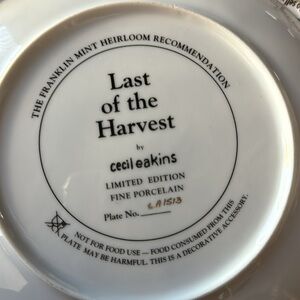 THE FRANKLIN MINT HEIRLOOM RECOMMENDATION
Last
of the
Harvest
by
cecil eakins
LIMITED EDITION
FINE PORCELAIN
Plate No.
NOT FOR FOOD USE — FOOD CONSUMED FROM THIS
PLATE MAY BE HARMFUL. THIS IS A DECORATIVE ACCESSORY.